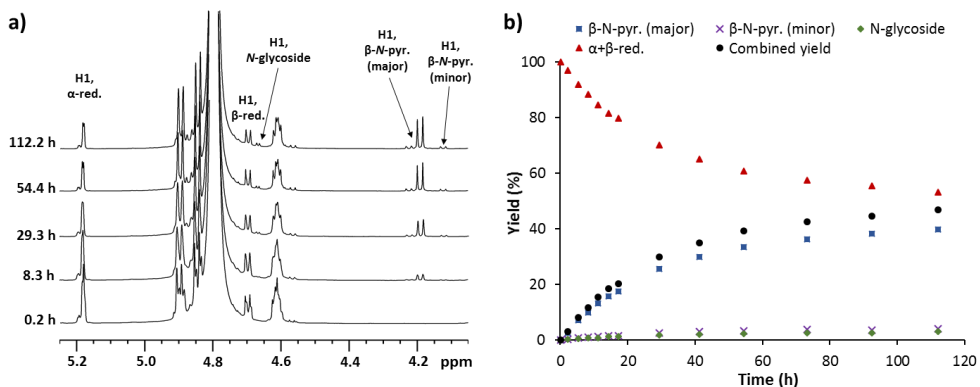 a)
H1,
α-red.
H1,
β-red.
H1,
N-glycoside
H1,
β-N-pyr.
(major)
H1,
β-N-pyr.
(minor)
112.2 h
54.4 h
29.3 h
8.3 h
0.2 h
5.2 5.0 4.8 4.6 4.4 4.2 ppm
b)
β-N-pyr. (major) β-N-pyr. (minor) N-glycoside
α+β-red. Combined yield
100
80
60
40
20
0
Yield (%)
0 20 40 60 80 100 120
Time (h)